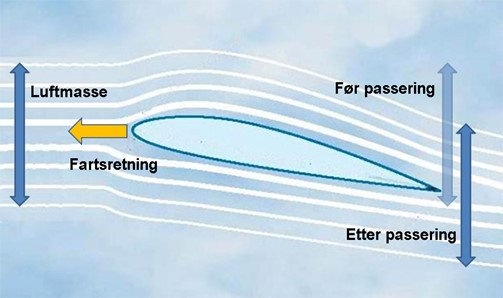 Luftmasse
Før passering
Fartsretning
Etter passering